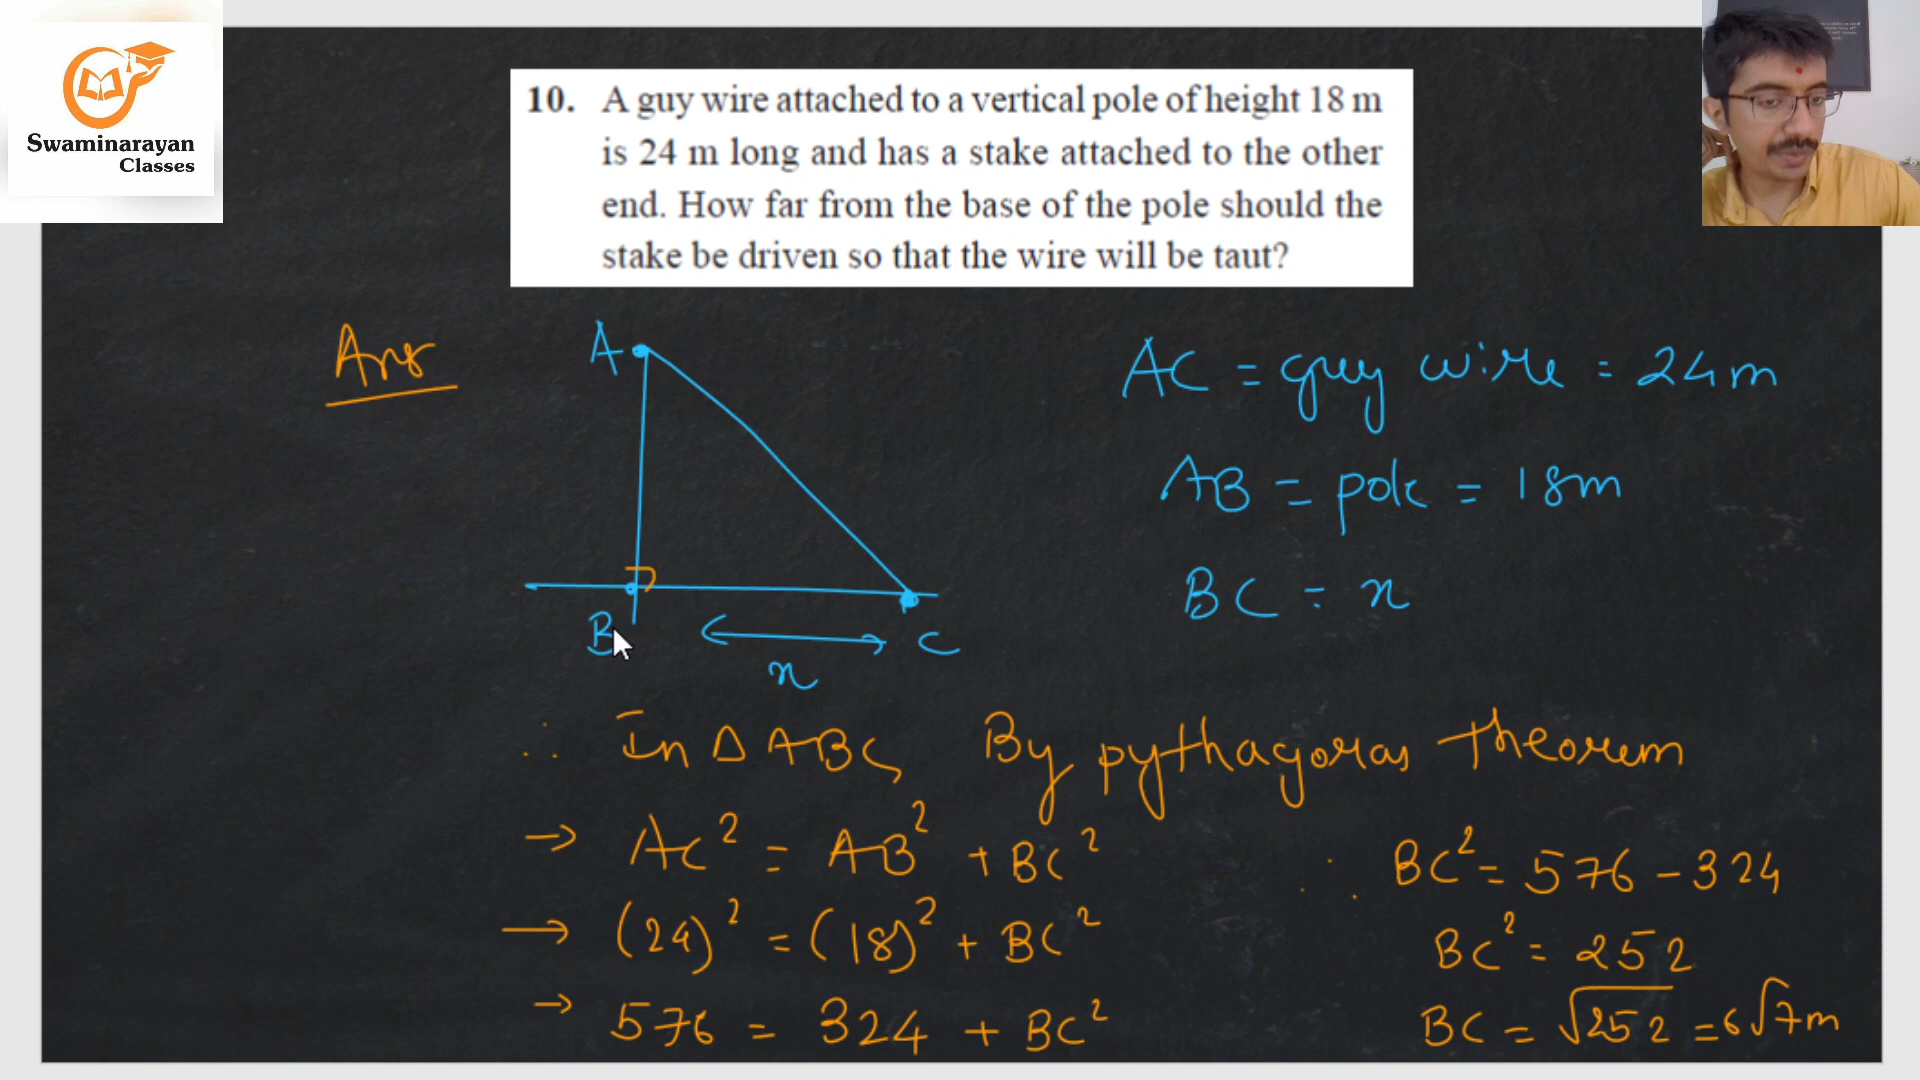 Swaminarayan
Classes
10. A guy wire attached to a vertical pole of height 18 m
is 24 m long and has a stake attached to the other
end. How far from the base of the pole should the
stake be driven so that the wire will be taut?
Ans
A
B
C
x
AC = guy wire = 24m
AB = pole = 18m
BC = x
∴ In △ ABC, By pythagoras theorem
→ AC² = AB² + BC²
→ (24)² = (18)² + BC²
→ 576 = 324 + BC²
∴ BC² = 576 - 324
BC² = 252
BC = √252 = 6√7m